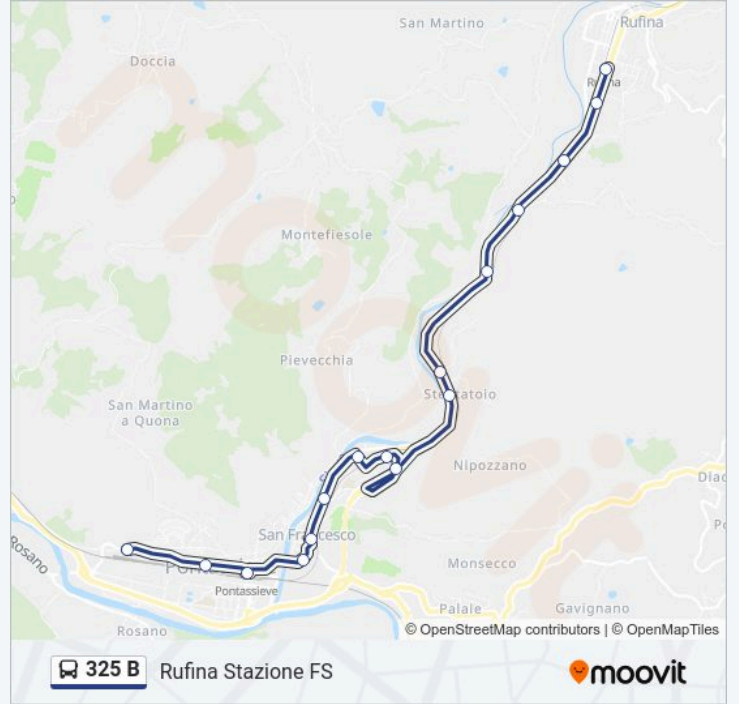 San Martino
Rufina
Doccia
Montefiesole
Pievecchia
San Martino
a Quona
Nipozzano
San Francesco
Monsecco
Rosano
Pontassieve
Palale
Gavignano
Rosano
© OpenStreetMap contributors | © OpenMapTiles
325 B
Rufina Stazione FS
moovit